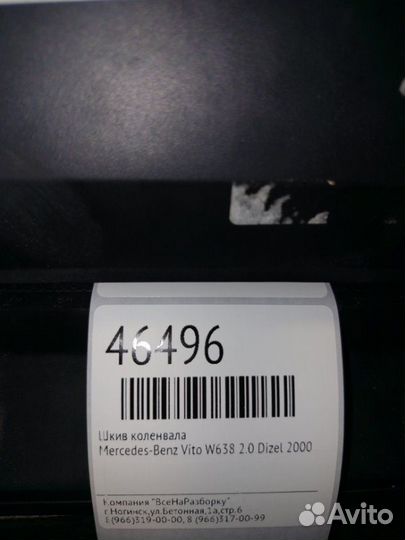 46496
Шкив коленвала
Mercedes-Benz Vito W638 2.0 Dizel 2000
Компания "ВсеНаРазборку"
г.Ногинск,ул.Бетонная,1а,стр.6
8(966)319-00-00, 8 (966)317-00-99
Avito